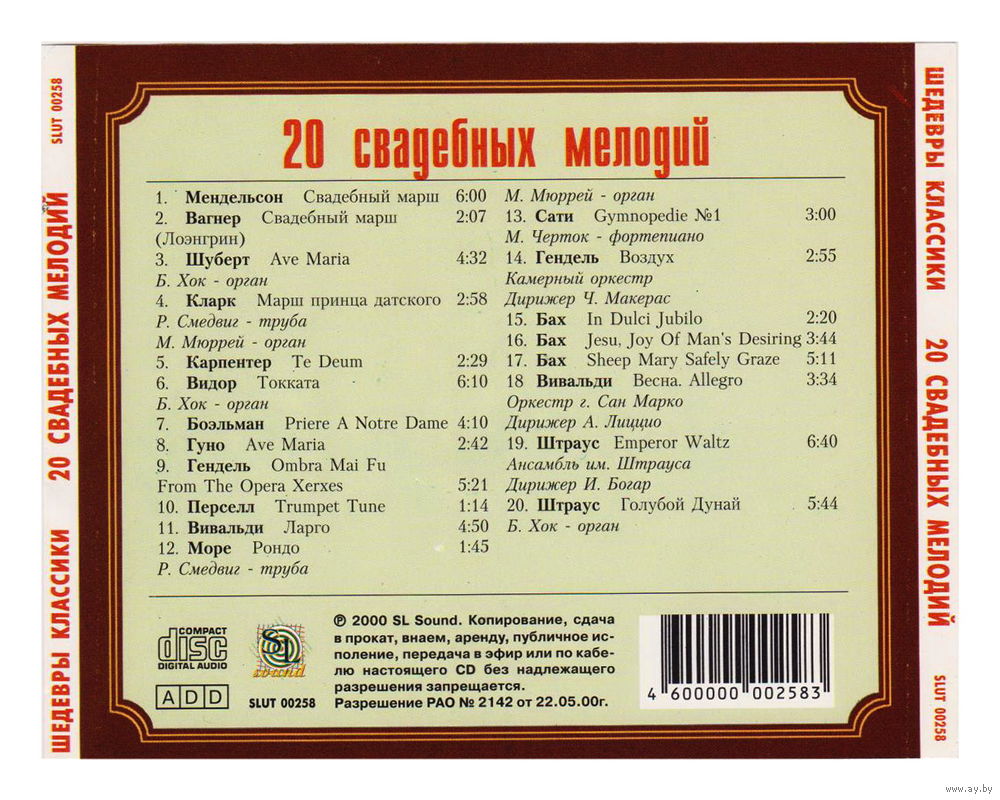 20 свадебных мелодий
1. Мендельсон Свадебный марш 6:00
2. Вагнер Свадебный марш 2:07
(Лоэнгрин)
3. Шуберт Ave Maria 4:32
Б. Хок - орган
4. Кларк Марш принца датского 2:58
Р. Смедвиг - труба
М. Мюррей - орган
5. Карпентер Te Deum 2:29
6. Видор Токката 6:10
Б. Хок - орган
7. Боэльман Priere A Notre Dame 4:10
8. Гуно Ave Maria 2:42
9. Гендель Ombra Mai Fu
From The Opera Xerxes 5:21
10. Перселл Trumpet Tune 1:14
11. Вивальди Ларго 4:50
12. Море Рондо 1:45
Р. Смедвиг - труба
М. Мюррей - орган
13. Сати Gymnopedie №1 3:00
М. Черток - фортепиано
14. Гендель Воздух 2:55
Камерный оркестр
Дирижер Ч. Макерас
15. Бах In Dulci Jubilo 2:20
16. Бах Jesu, Joy Of Man's Desiring 3:44
17. Бах Sheep Mary Safely Graze 5:11
18 Вивальди Весна. Allegro 3:34
Оркестр г. Сан Марко
Дирижер А. Лиццио
19. Штраус Emperor Waltz 6:40
Ансамбль им. Штрауса
Дирижер И. Богар
20. Штраус Голубой Дунай 5:44
Б. Хок - орган
COMPACT
disc
DIGITAL AUDIO
ADD
SL
sound
SLUT 00258
℗ 2000 SL Sound. Копирование, сдача
в прокат, внаем, аренду, публичное ис-
полнение, передача в эфир или по кабе-
лю настоящего CD без надлежащего
разрешения запрещается.
Разрешение РАО № 2142 от 22.05.00г.
4 600000 002583
ШЕДЕВРЫ КЛАССИКИ 20 СВАДЕБНЫХ МЕЛОДИЙ SLUT 00258
ШЕДЕВРЫ КЛАССИКИ 20 СВАДЕБНЫХ МЕЛОДИЙ SLUT 00258
www.ay.by